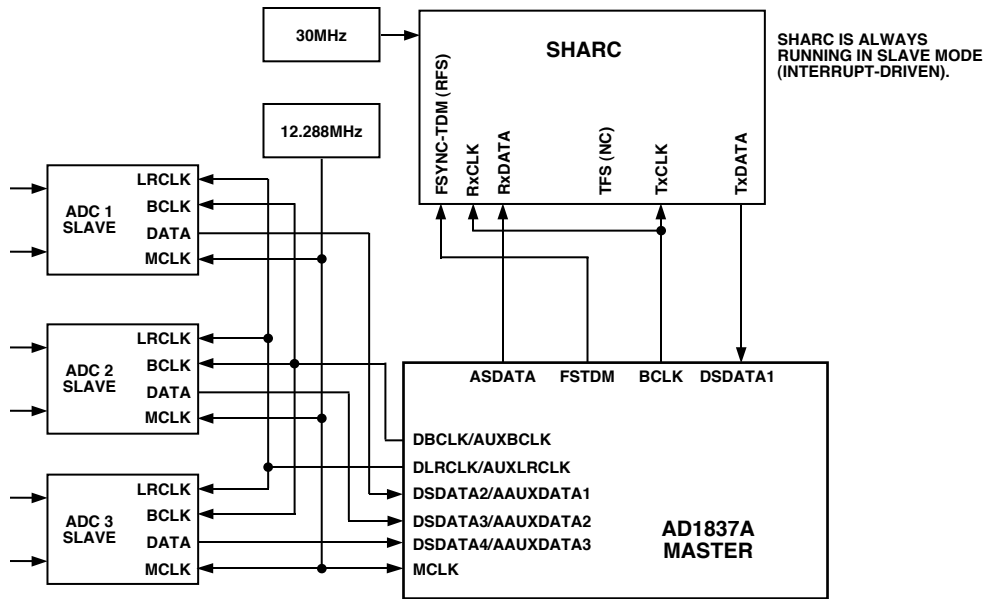 30MHz
SHARC
SHARC IS ALWAYS
RUNNING IN SLAVE MODE
(INTERRUPT-DRIVEN).
12.288MHz
FSYNC-TDM (RFS)
RxCLK
RxDATA
TFS (NC)
TxCLK
TxDATA
ADC 1
SLAVE
LRCLK
BCLK
DATA
MCLK
ADC 2
SLAVE
LRCLK
BCLK
DATA
MCLK
ADC 3
SLAVE
LRCLK
BCLK
DATA
MCLK
ASDATA
FSTDM
BCLK
DSDATA1
DBCLK/AUXBCLK
DLRCLK/AUXLRCLK
DSDATA2/AAUXDATA1
DSDATA3/AAUXDATA2
DSDATA4/AAUXDATA3
MCLK
AD1837A
MASTER